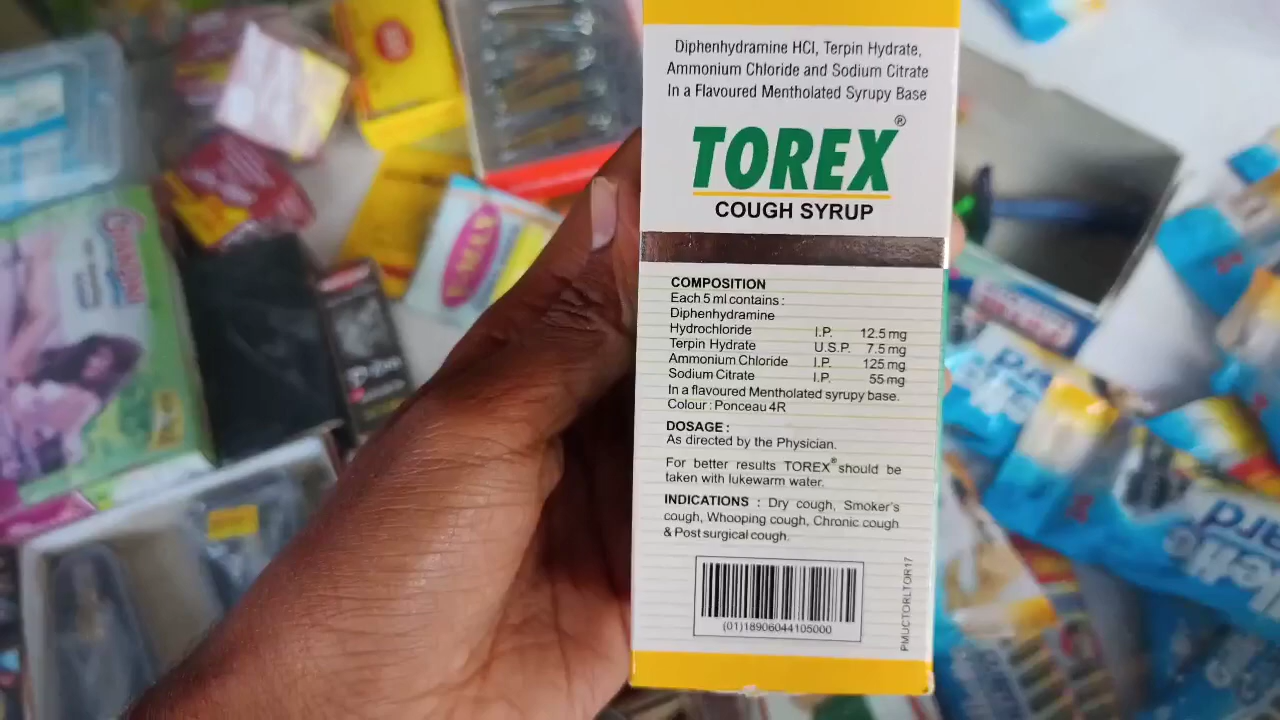 Diphenhydramine HCl, Terpin Hydrate,
Ammonium Chloride and Sodium Citrate
In a Flavoured Mentholated Syrupy Base
TOREX®
COUGH SYRUP
COMPOSITION
Each 5 ml contains :
Diphenhydramine
Hydrochloride I.P. 12.5 mg
Terpin Hydrate U.S.P. 7.5 mg
Ammonium Chloride I.P. 125 mg
Sodium Citrate I.P. 55 mg
In a flavoured Mentholated syrupy base.
Colour : Ponceau 4R
DOSAGE :
As directed by the Physician.
For better results TOREX® should be
taken with lukewarm water.
INDICATIONS : Dry cough, Smoker's
cough, Whooping cough, Chronic cough
& Post surgical cough.
(01)18906044105000
PMUCTORLTOR17